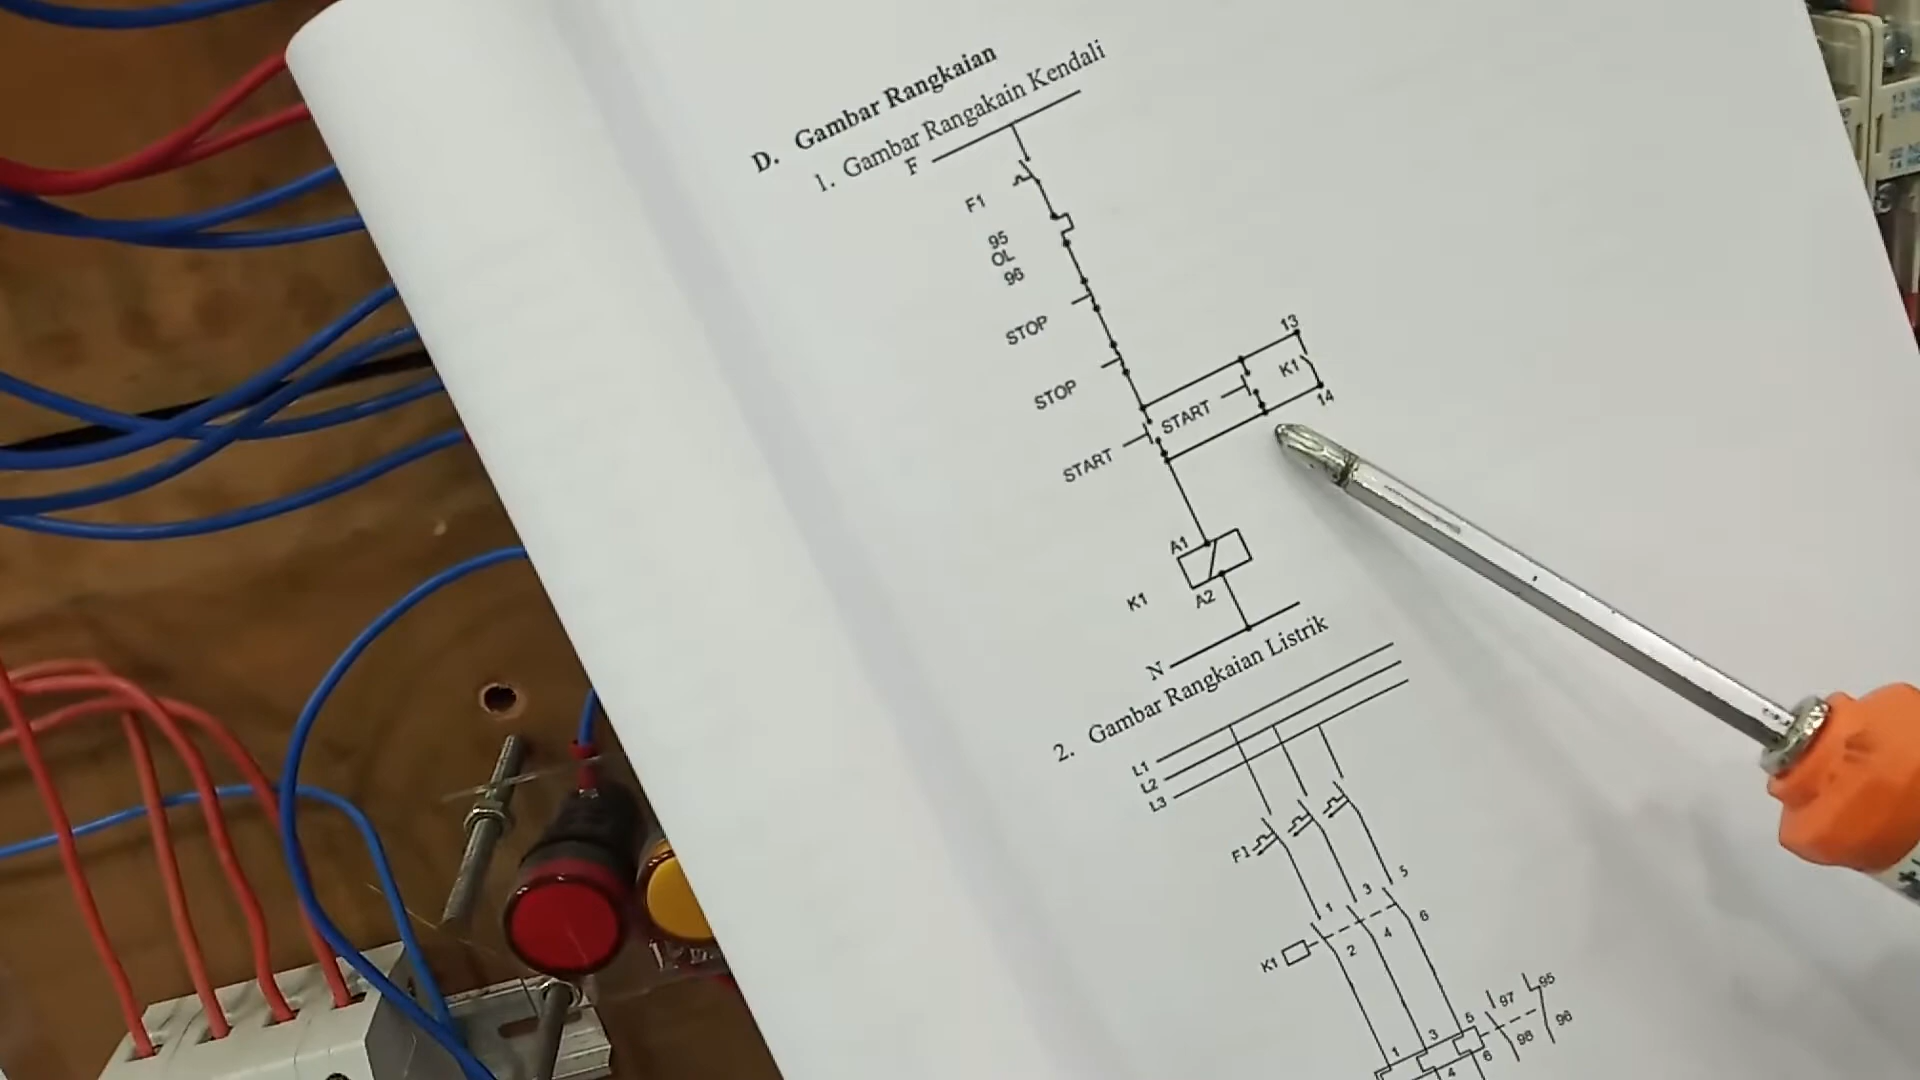 D. Gambar Rangkaian
1. Gambar Rangakain Kendali
F
F1
95
OL
96
STOP
STOP
START
START
13
K1
14
A1
K1
A2
N
2. Gambar Rangkaian Listrik
L1
L2
L3
F1
1
3
5
K1
2
4
6
1
3
5
97
95
4
6
98
96